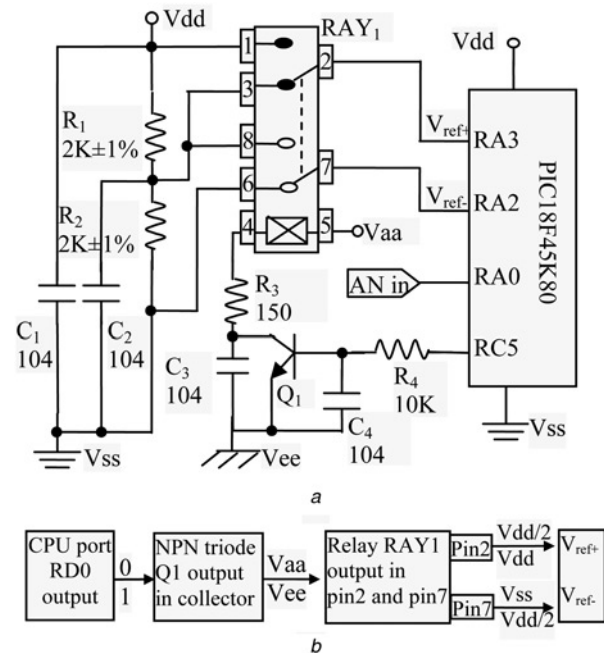 Vdd
RAY1
Vdd
1
2
3
R1
2K±1%
Vref+
RA3
8
7
6
Vref-
RA2
R2
2K±1%
4
5
Vaa
PIC18F45K80
AN in
RA0
R3
150
C1
104
C2
104
C3
104
Q1
R4
10K
RC5
C4
104
Vss
Vee
Vss
a
CPU port
RD0
output
0
1
NPN triode
Q1 output
in collector
Vaa
Vee
Relay RAY1
output in
pin2 and pin7
Pin2
Vdd/2
Vdd
Vref+
Pin7
Vss
Vdd/2
Vref-
b